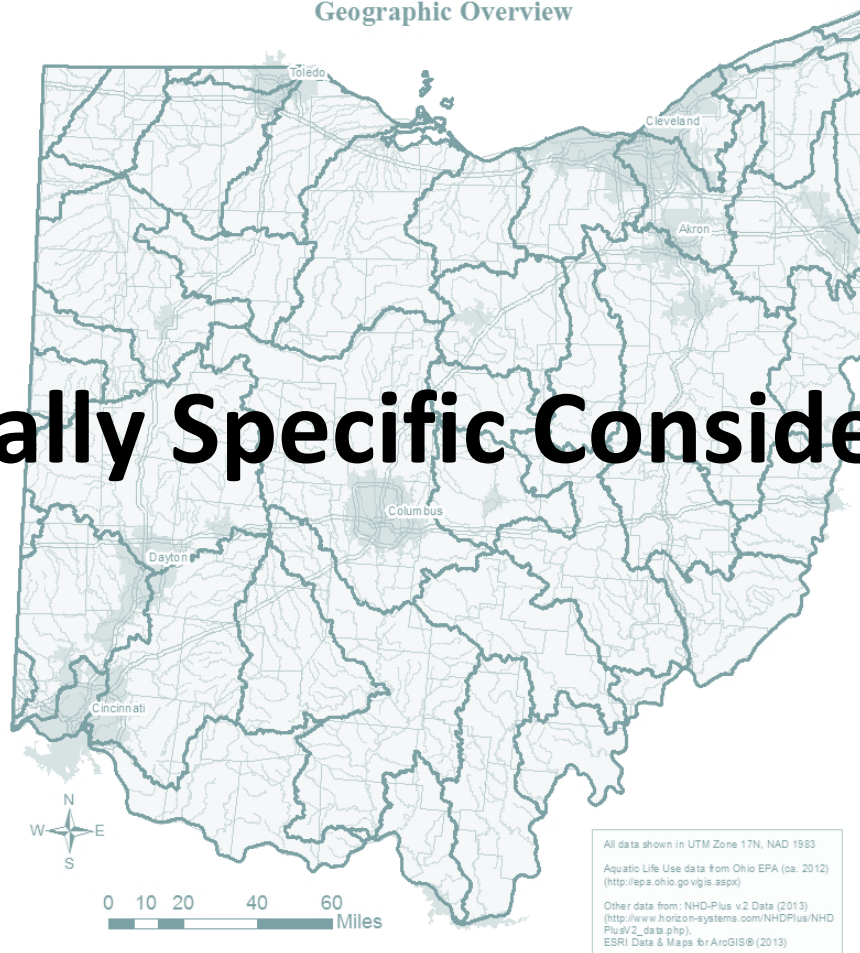 Geographic Overview
Toledo
Cleveland
Akron
ally Specific Conside
Columbus
Dayton
Cincinnati
N
W E
S
0 10 20 40 60
Miles
All data shown in UTM Zone 17N, NAD 1983
Aquatic Life Use data from Ohio EPA (ca. 2012)
(http://epa.ohio.gov/gis.aspx)
Other data from: NHD-Plus v.2 Data (2013)
(http://www.horizon-systems.com/NHDPlus/NHD
PlusV2_data.php),
ESRI Data & Maps for ArcGIS® (2013)